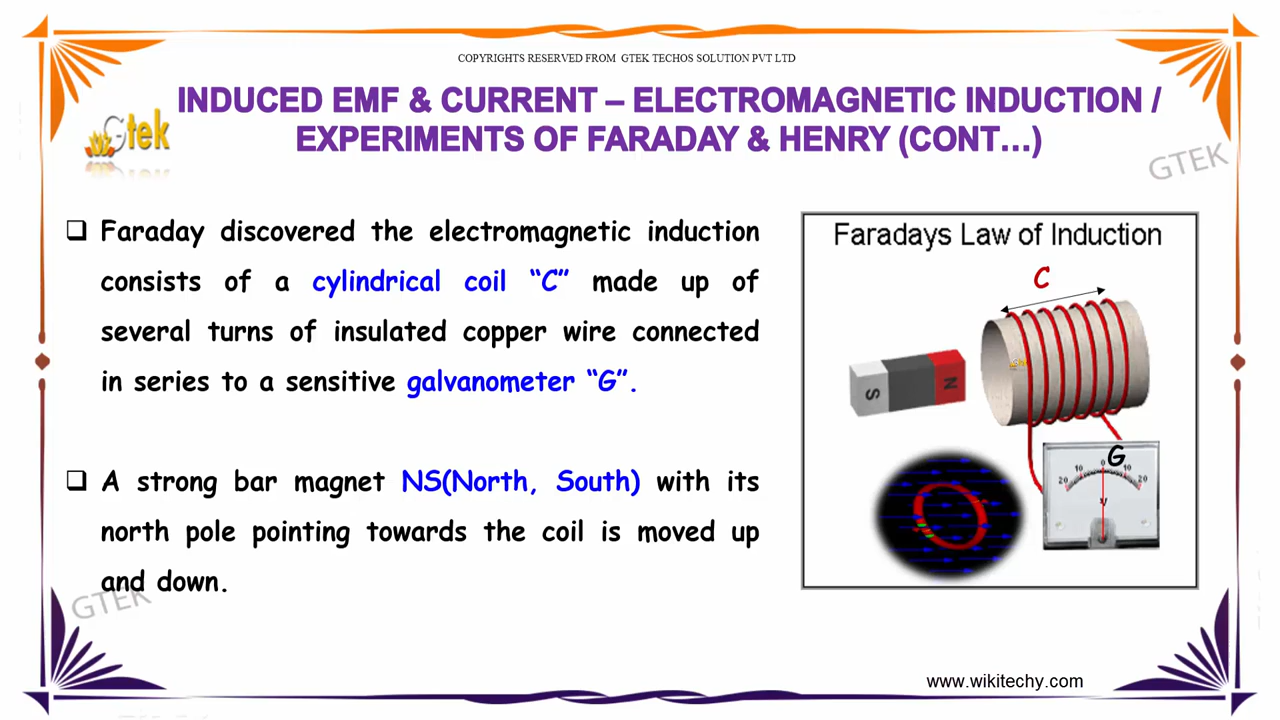 COPYRIGHTS RESERVED FROM GTEK TECHOS SOLUTION PVT LTD
INDUCED EMF & CURRENT – ELECTROMAGNETIC INDUCTION /
EXPERIMENTS OF FARADAY & HENRY (CONT…)
Gtek
GTEK
Faraday discovered the electromagnetic induction
consists of a cylindrical coil “C” made up of
several turns of insulated copper wire connected
in series to a sensitive galvanometer “G”.
A strong bar magnet NS(North, South) with its
north pole pointing towards the coil is moved up
and down.
Faradays Law of Induction
C
S N
G
20 10 0 10 20
V
GTEK
www.wikitechy.com